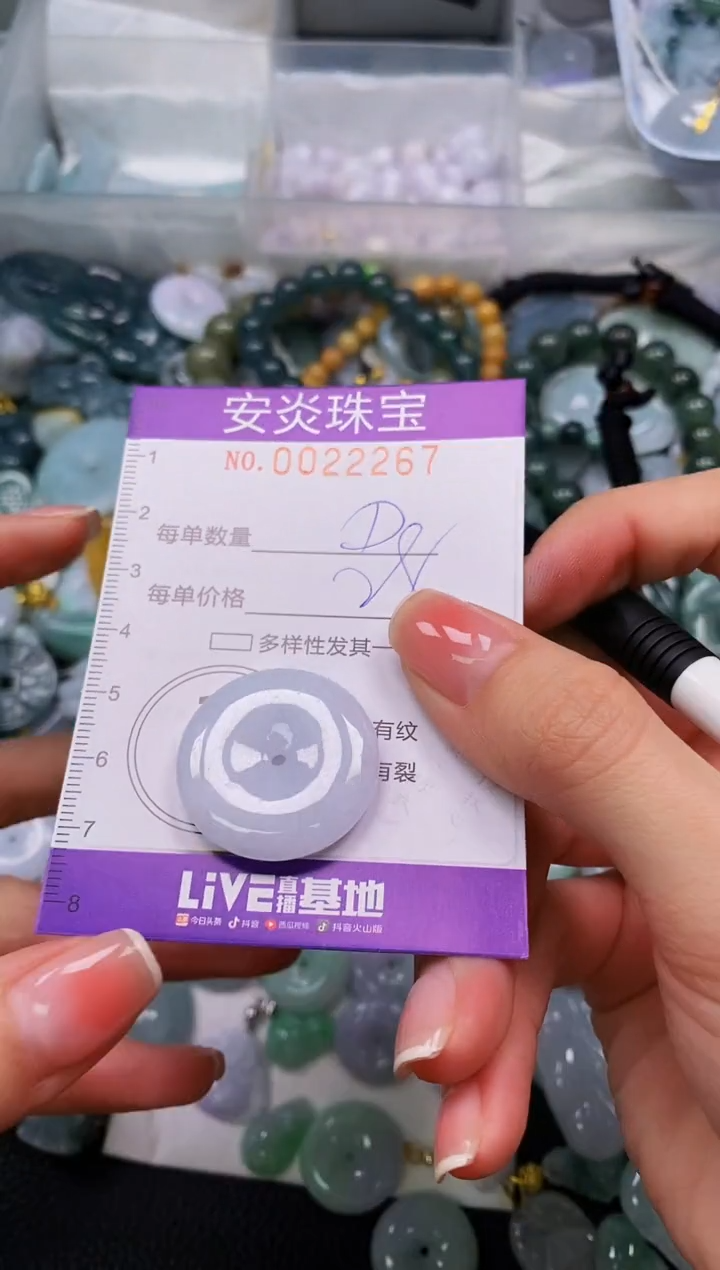 安炎珠宝
NO.0022267
1
2
每单数量
3
每单价格
4
多样性发其一
5
有纹
6
有裂
7
LiVE直播基地
8
今日头条 抖音 西瓜视频 抖音火山版